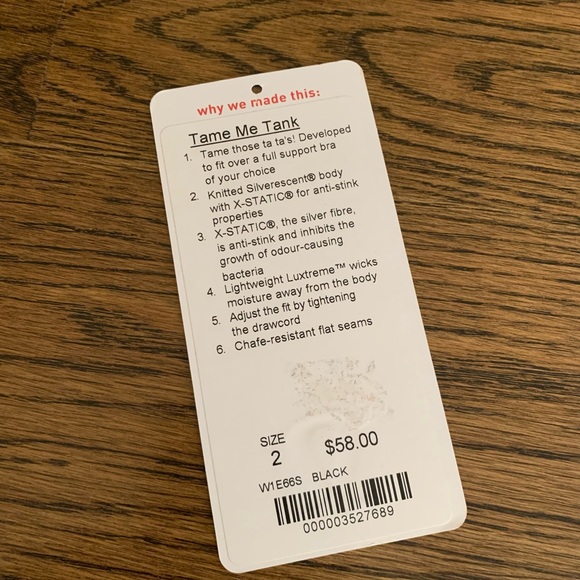 why we made this:
Tame Me Tank
1. Tame those ta ta's! Developed
to fit over a full support bra
of your choice
2. Knitted Silverescent® body
with X-STATIC® for anti-stink
properties
3. X-STATIC®, the silver fibre,
is anti-stink and inhibits the
growth of odour-causing
bacteria
4. Lightweight Luxtreme™ wicks
moisture away from the body
5. Adjust the fit by tightening
the drawcord
6. Chafe-resistant flat seams
SIZE
2 $58.00
W1E66S BLACK
000003527689